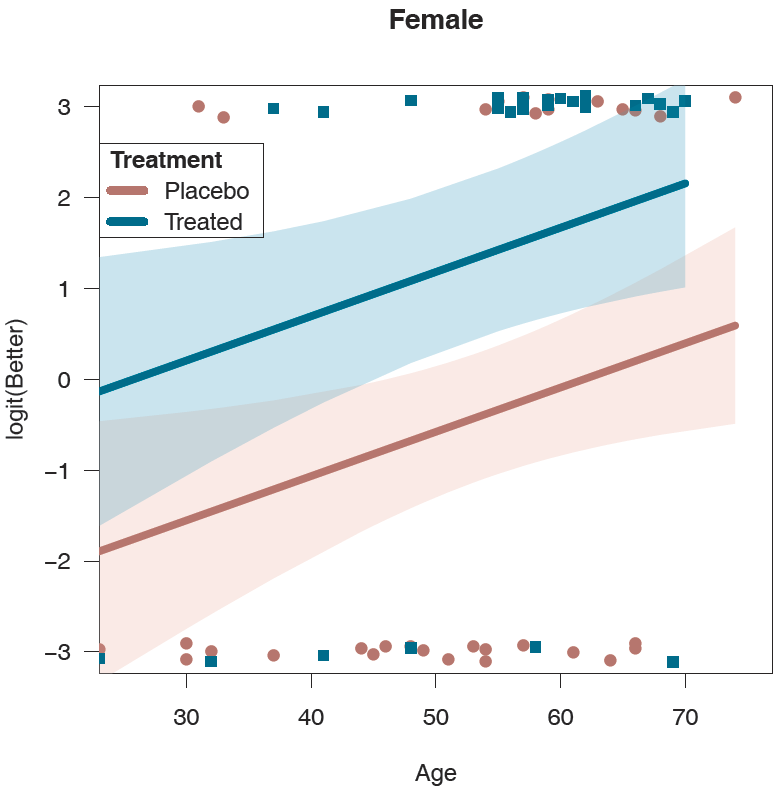 Female
3
Treatment
Placebo
Treated
2
1
0
−1
−2
−3
logit(Better)
30 40 50 60 70
Age